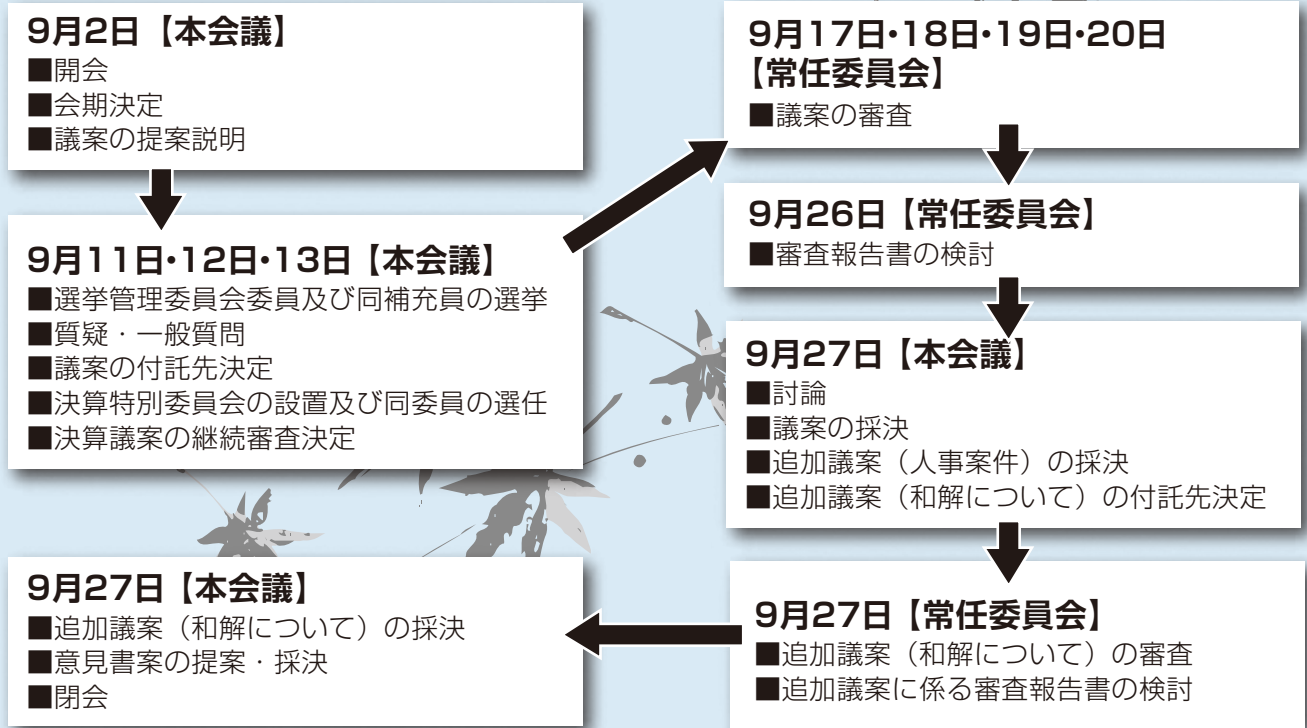 9月2日【本会議】
■開会
■会期決定
■議案の提案説明
9月11日・12日・13日【本会議】
■選挙管理委員会委員及び同補充員の選挙
■質疑・一般質問
■議案の付託先決定
■決算特別委員会の設置及び同委員の選任
■決算議案の継続審査決定
9月17日・18日・19日・20日
【常任委員会】
■議案の審査
9月26日【常任委員会】
■審査報告書の検討
9月27日【本会議】
■討論
■議案の採決
■追加議案（人事案件）の採決
■追加議案（和解について）の付託先決定
9月27日【常任委員会】
■追加議案（和解について）の審査
■追加議案に係る審査報告書の検討
9月27日【本会議】
■追加議案（和解について）の採決
■意見書案の提案・採決
■閉会